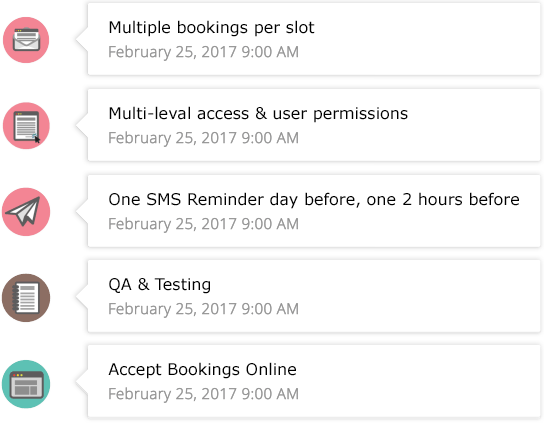 Multiple bookings per slot
February 25, 2017 9:00 AM
Multi-leval access & user permissions
February 25, 2017 9:00 AM
One SMS Reminder day before, one 2 hours before
February 25, 2017 9:00 AM
QA & Testing
February 25, 2017 9:00 AM
Accept Bookings Online
February 25, 2017 9:00 AM